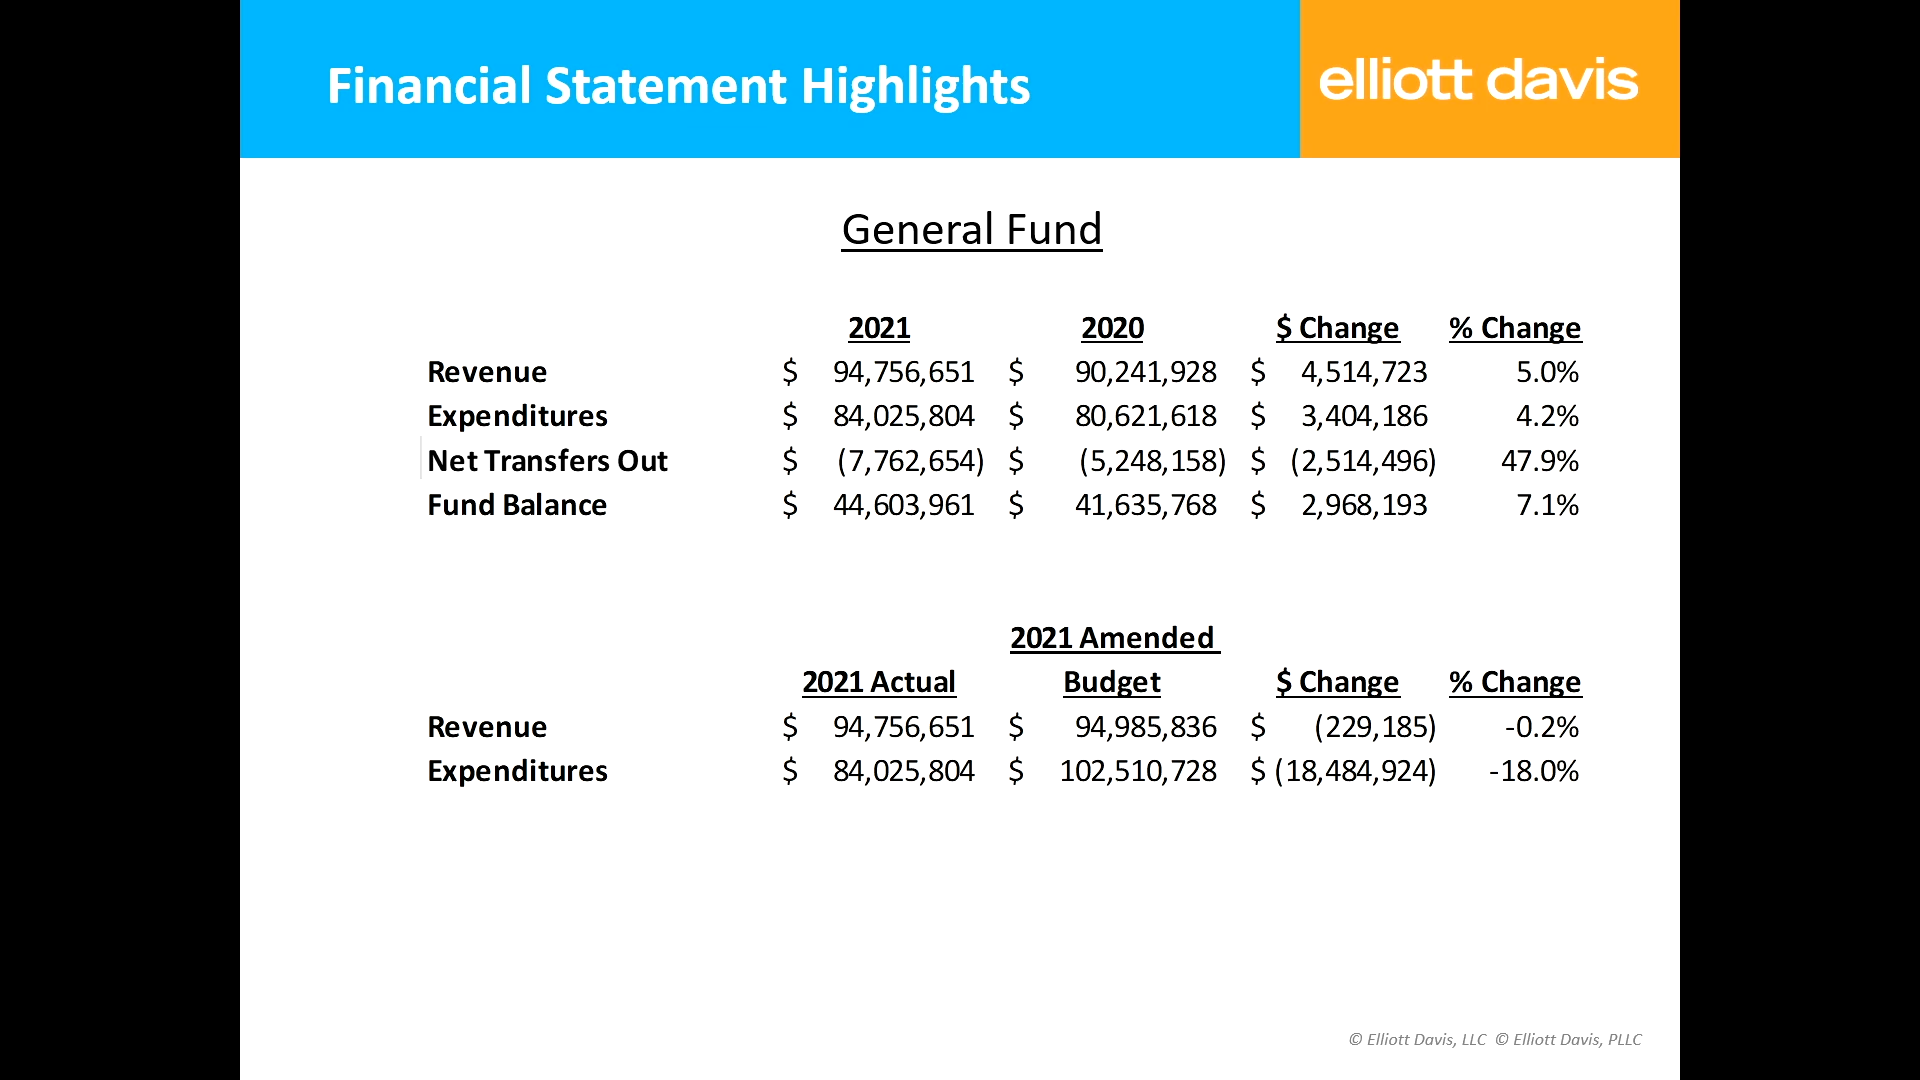 Financial Statement Highlights
elliott davis
General Fund
2021 2020 $ Change % Change
Revenue $ 94,756,651 $ 90,241,928 $ 4,514,723 5.0%
Expenditures $ 84,025,804 $ 80,621,618 $ 3,404,186 4.2%
Net Transfers Out $ (7,762,654) $ (5,248,158) $ (2,514,496) 47.9%
Fund Balance $ 44,603,961 $ 41,635,768 $ 2,968,193 7.1%
2021 Amended
2021 Actual Budget $ Change % Change
Revenue $ 94,756,651 $ 94,985,836 $ (229,185) -0.2%
Expenditures $ 84,025,804 $ 102,510,728 $ (18,484,924) -18.0%
© Elliott Davis, LLC © Elliott Davis, PLLC